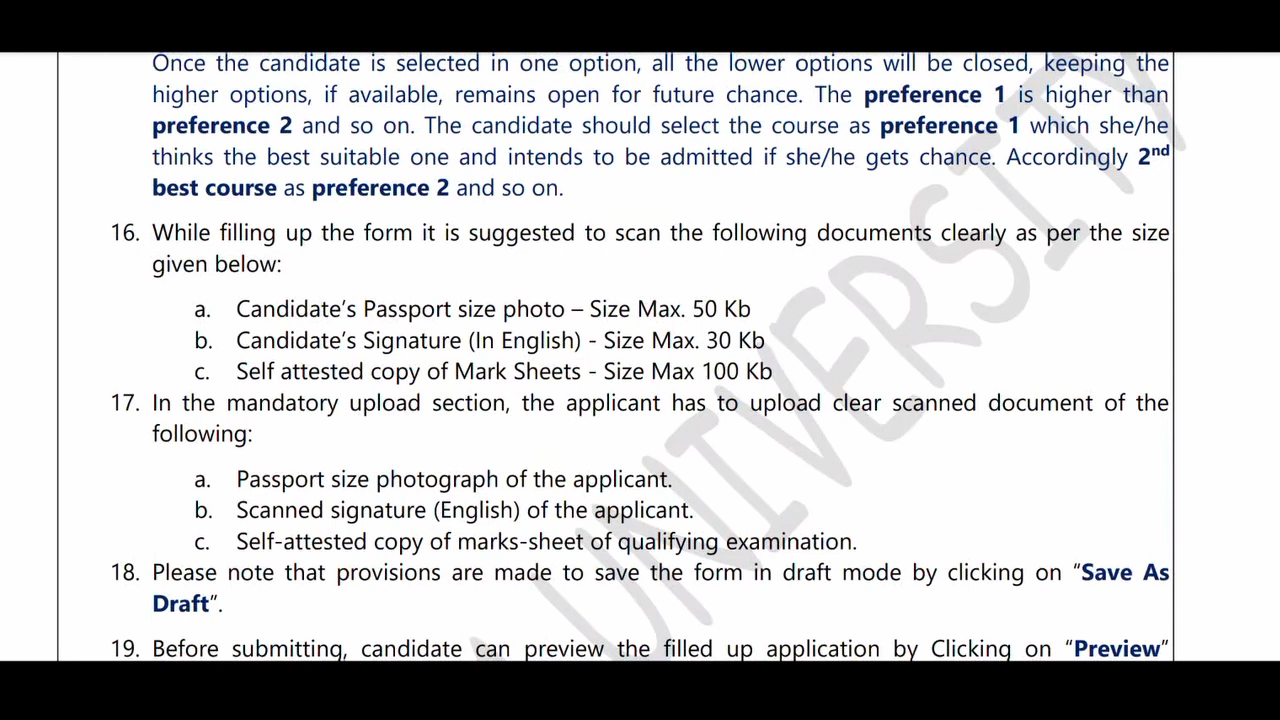 Once the candidate is selected in one option, all the lower options will be closed, keeping the
higher options, if available, remains open for future chance. The preference 1 is higher than
preference 2 and so on. The candidate should select the course as preference 1 which she/he
thinks the best suitable one and intends to be admitted if she/he gets chance. Accordingly 2nd
best course as preference 2 and so on.
16. While filling up the form it is suggested to scan the following documents clearly as per the size
given below:
a. Candidate's Passport size photo – Size Max. 50 Kb
b. Candidate's Signature (In English) - Size Max. 30 Kb
c. Self attested copy of Mark Sheets - Size Max 100 Kb
17. In the mandatory upload section, the applicant has to upload clear scanned document of the
following:
a. Passport size photograph of the applicant.
b. Scanned signature (English) of the applicant.
c. Self-attested copy of marks-sheet of qualifying examination.
18. Please note that provisions are made to save the form in draft mode by clicking on “Save As
Draft”.
19. Before submitting, candidate can preview the filled up application by Clicking on “Preview”
UNIVERSITY